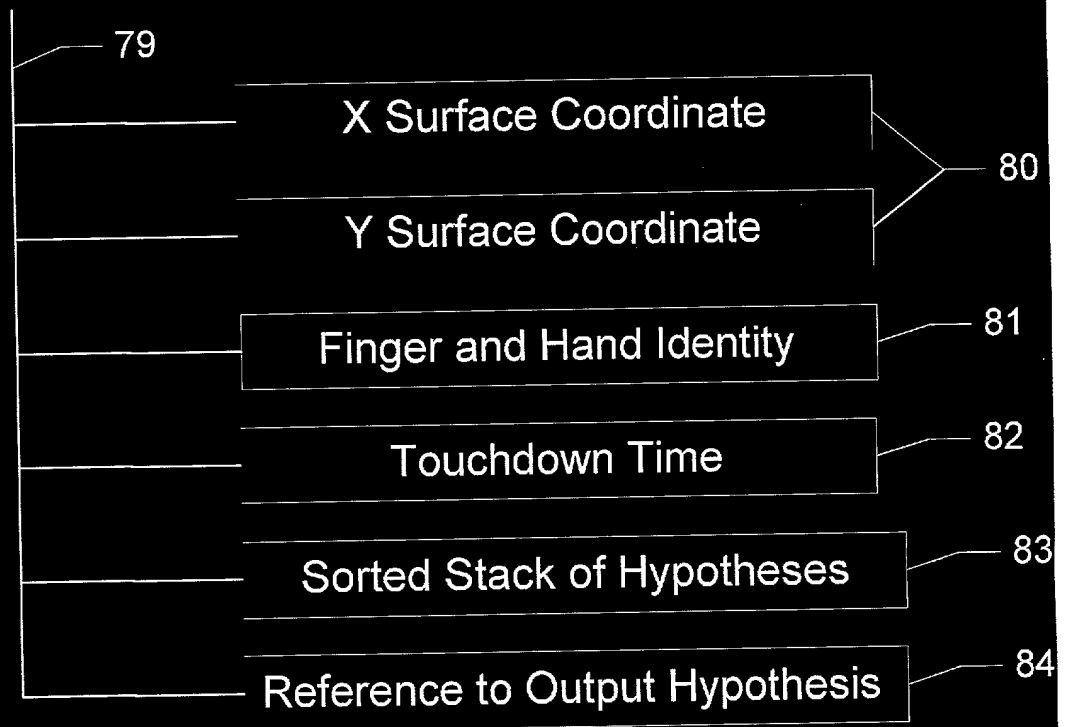 79
X Surface Coordinate
80
Y Surface Coordinate
81
Finger and Hand Identity
82
Touchdown Time
83
Sorted Stack of Hypotheses
84
Reference to Output Hypothesis